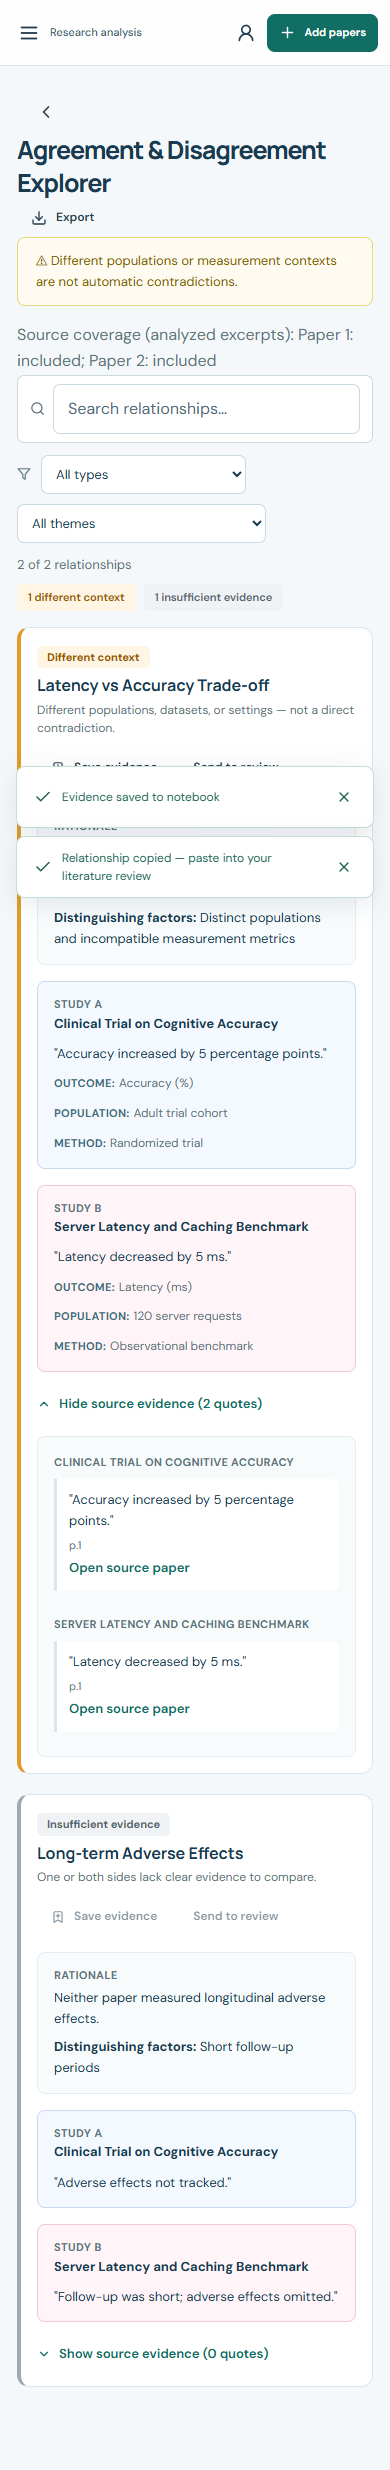 Research analysis
Add papers
Agreement & Disagreement
Explorer
Export
⚠ Different populations or measurement contexts
are not automatic contradictions.
Source coverage (analyzed excerpts): Paper 1:
included; Paper 2: included
Search relationships...
All types
All themes
2 of 2 relationships
1 different context
1 insufficient evidence
Different context
Latency vs Accuracy Trade-off
Different populations, datasets, or settings — not a direct
contradiction.
Save evidence
Send to review
Evidence saved to notebook
RATIONALE
Relationship copied — paste into your
literature review
Distinguishing factors: Distinct populations
and incompatible measurement metrics
STUDY A
Clinical Trial on Cognitive Accuracy
"Accuracy increased by 5 percentage points."
OUTCOME: Accuracy (%)
POPULATION: Adult trial cohort
METHOD: Randomized trial
STUDY B
Server Latency and Caching Benchmark
"Latency decreased by 5 ms."
OUTCOME: Latency (ms)
POPULATION: 120 server requests
METHOD: Observational benchmark
Hide source evidence (2 quotes)
CLINICAL TRIAL ON COGNITIVE ACCURACY
"Accuracy increased by 5 percentage
points."
p.1
Open source paper
SERVER LATENCY AND CACHING BENCHMARK
"Latency decreased by 5 ms."
p.1
Open source paper
Insufficient evidence
Long-term Adverse Effects
One or both sides lack clear evidence to compare.
Save evidence
Send to review
RATIONALE
Neither paper measured longitudinal adverse
effects.
Distinguishing factors: Short follow-up
periods
STUDY A
Clinical Trial on Cognitive Accuracy
"Adverse effects not tracked."
STUDY B
Server Latency and Caching Benchmark
"Follow-up was short; adverse effects omitted."
Show source evidence (0 quotes)